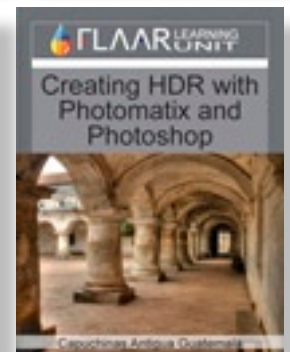 FLAAR LEARNING
UNIT
Creating HDR with
Photomatix and
Photoshop
Capuchinas Antigua Guatemala